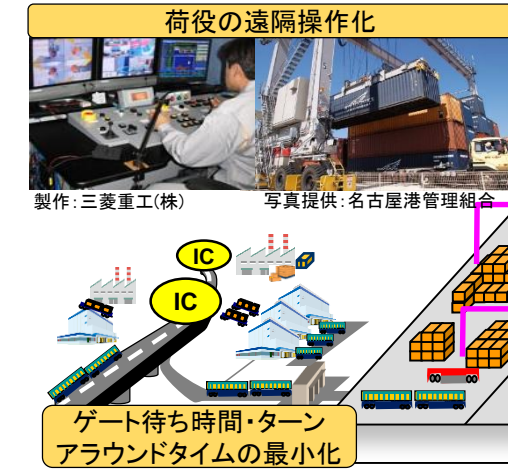 荷役の遠隔操作化
製作：三菱重工(株)
写真提供：名古屋港管理組合
IC
IC
ゲート待ち時間・ターン
アラウンドタイムの最小化